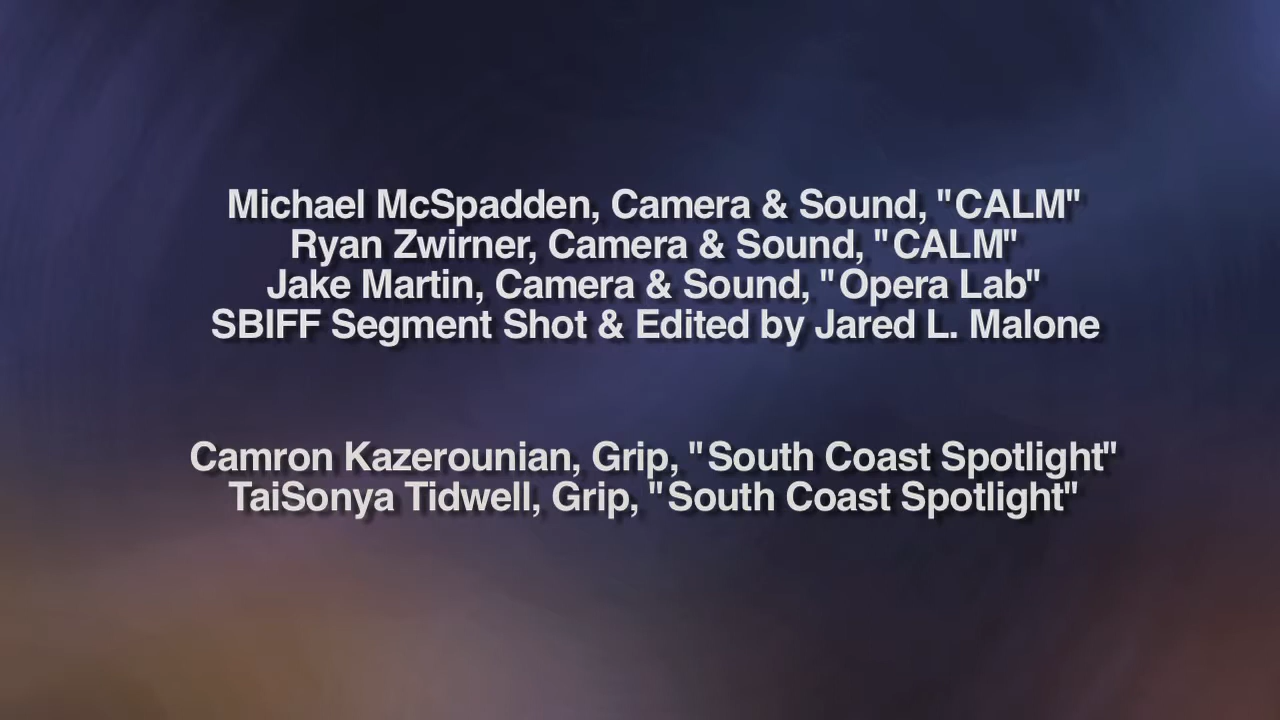 Michael McSpadden, Camera & Sound, "CALM"
Ryan Zwirner, Camera & Sound, "CALM"
Jake Martin, Camera & Sound, "Opera Lab"
SBIFF Segment Shot & Edited by Jared L. Malone
Camron Kazerounian, Grip, "South Coast Spotlight"
TaiSonya Tidwell, Grip, "South Coast Spotlight"